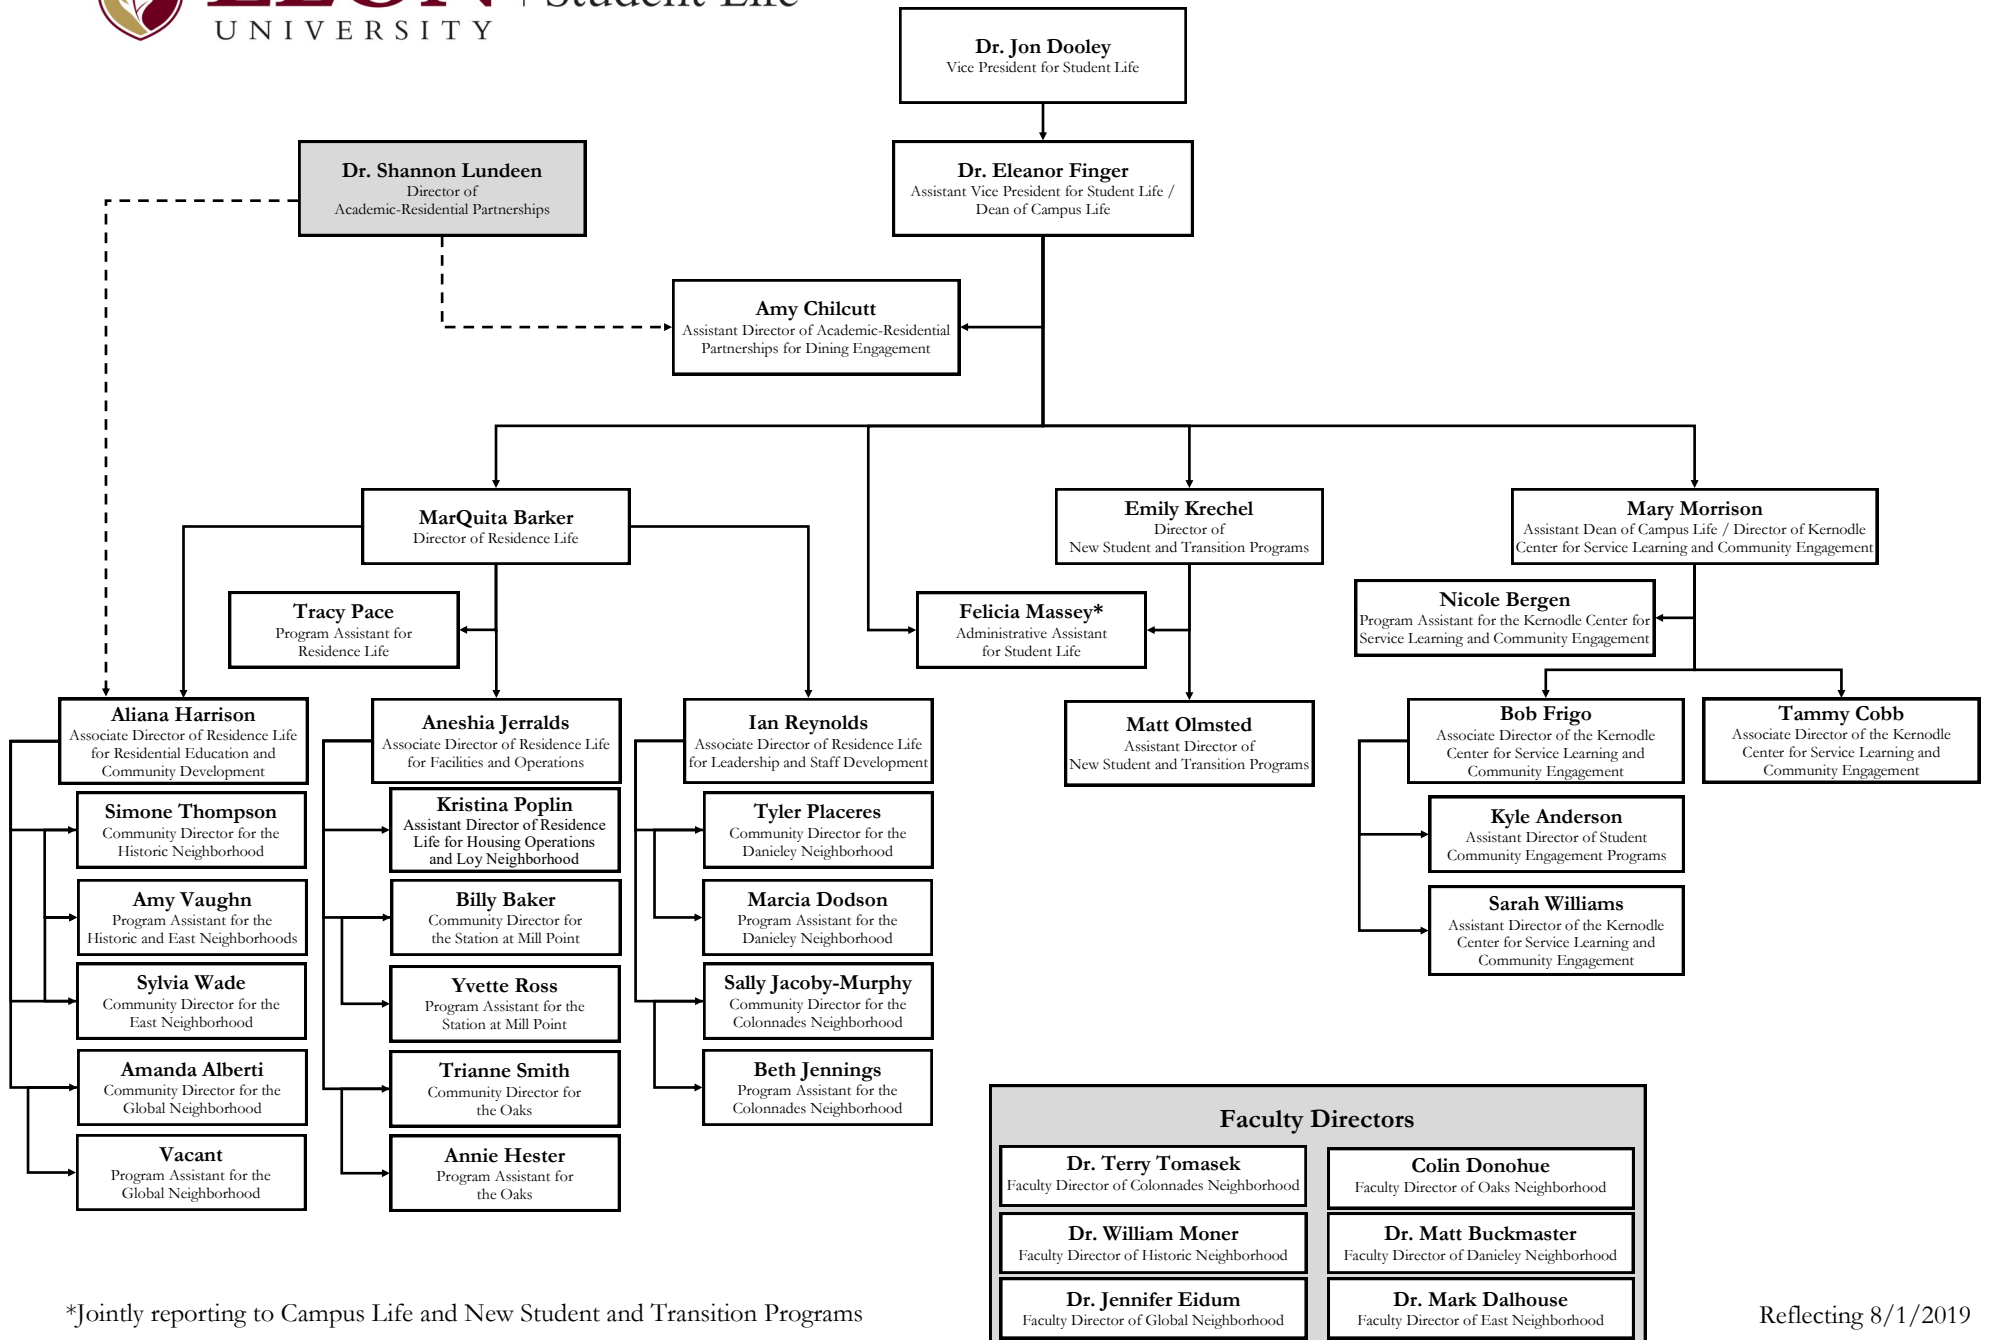 ELON | Student Life
UNIVERSITY
Dr. Jon Dooley
Vice President for Student Life
Dr. Shannon Lundeen
Director of
Academic-Residential Partnerships
Dr. Eleanor Finger
Assistant Vice President for Student Life /
Dean of Campus Life
Amy Chilcutt
Assistant Director of Academic-Residential
Partnerships for Dining Engagement
MarQuita Barker
Director of Residence Life
Emily Krechel
Director of
New Student and Transition Programs
Mary Morrison
Assistant Dean of Campus Life / Director of Kernodle
Center for Service Learning and Community Engagement
Tracy Pace
Program Assistant for
Residence Life
Felicia Massey*
Administrative Assistant
for Student Life
Nicole Bergen
Program Assistant for the Kernodle Center for
Service Learning and Community Engagement
Aliana Harrison
Associate Director of Residence Life
for Residential Education and
Community Development
Simone Thompson
Community Director for the
Historic Neighborhood
Amy Vaughn
Program Assistant for the
Historic and East Neighborhoods
Sylvia Wade
Community Director for the
East Neighborhood
Amanda Alberti
Community Director for the
Global Neighborhood
Vacant
Program Assistant for the
Global Neighborhood
Aneshia Jerralds
Associate Director of Residence Life
for Facilities and Operations
Kristina Poplin
Assistant Director of Residence
Life for Housing Operations
and Loy Neighborhood
Billy Baker
Community Director for
the Station at Mill Point
Yvette Ross
Program Assistant for the
Station at Mill Point
Trianne Smith
Community Director for
the Oaks
Annie Hester
Program Assistant for
the Oaks
Ian Reynolds
Associate Director of Residence Life
for Leadership and Staff Development
Tyler Placeres
Community Director for the
Danieley Neighborhood
Marcia Dodson
Program Assistant for the
Danieley Neighborhood
Sally Jacoby-Murphy
Community Director for the
Colonnades Neighborhood
Beth Jennings
Program Assistant for the
Colonnades Neighborhood
Matt Olmsted
Assistant Director of
New Student and Transition Programs
Bob Frigo
Associate Director of the Kernodle
Center for Service Learning and
Community Engagement
Tammy Cobb
Associate Director of the Kernodle
Center for Service Learning and
Community Engagement
Kyle Anderson
Assistant Director of Student
Community Engagement Programs
Sarah Williams
Assistant Director of the Kernodle
Center for Service Learning and
Community Engagement
Faculty Directors
Dr. Terry Tomasek
Faculty Director of Colonnades Neighborhood
Colin Donohue
Faculty Director of Oaks Neighborhood
Dr. William Moner
Faculty Director of Historic Neighborhood
Dr. Matt Buckmaster
Faculty Director of Danieley Neighborhood
Dr. Jennifer Eidum
Faculty Director of Global Neighborhood
Dr. Mark Dalhouse
Faculty Director of East Neighborhood
*Jointly reporting to Campus Life and New Student and Transition Programs
Reflecting 8/1/2019